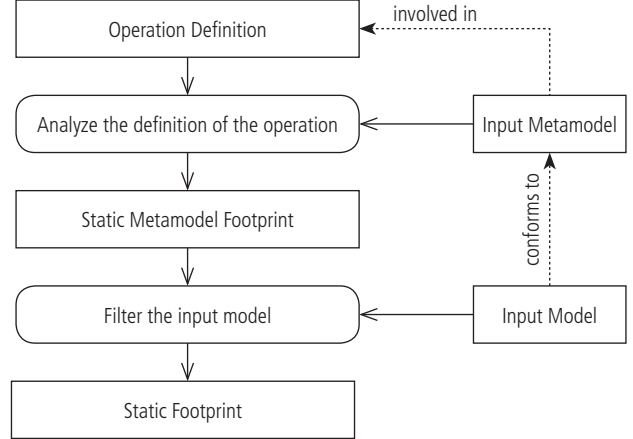 involved in
Operation Definition
Analyze the definition of the operation
Input Metamodel
conforms to
Static Metamodel Footprint
Filter the input model
Input Model
Static Footprint